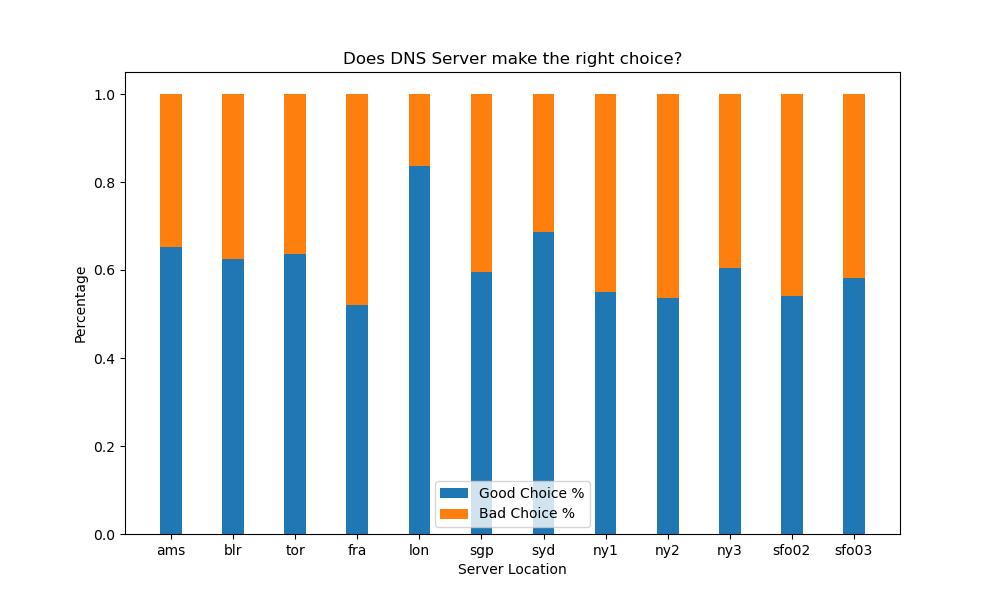 Does DNS Server make the right choice?
Percentage
1.0
0.8
0.6
0.4
0.2
0.0
Good Choice %
Bad Choice %
ams blr tor fra lon sgp syd ny1 ny2 ny3 sfo02 sfo03
Server Location